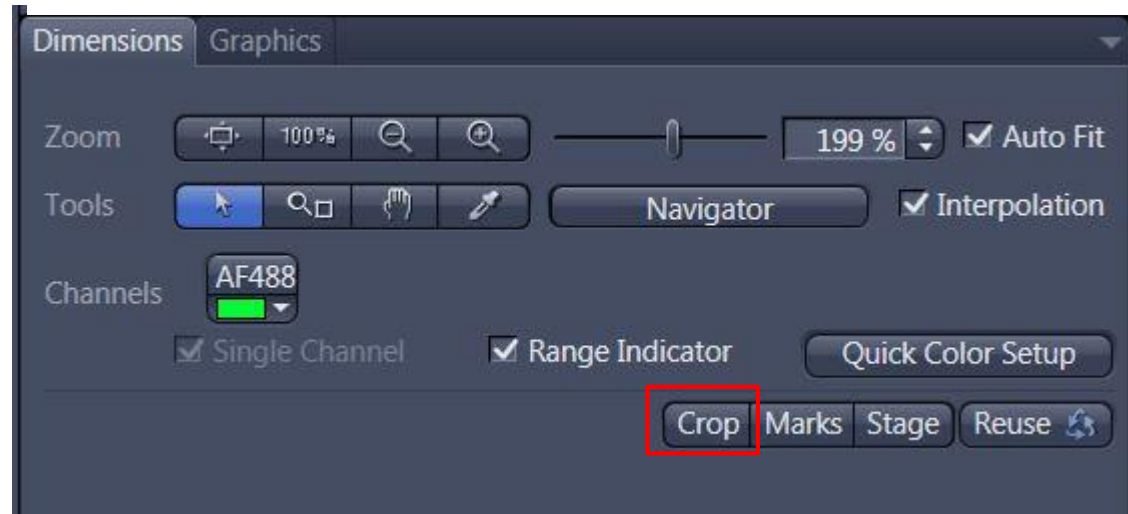 Dimensions Graphics
Zoom 100% 199 % Auto Fit
Tools Navigator Interpolation
Channels AF488
Single Channel Range Indicator Quick Color Setup
Crop Marks Stage Reuse